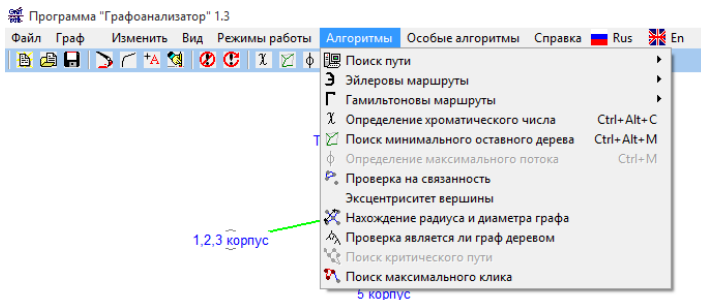 Программа "Графоанализатор" 1.3
Файл Граф Изменить Вид Режимы работы Алгоритмы Особые алгоритмы Справка Rus En
Поиск пути
Эйлеровы маршруты
Гамильтоновы маршруты
Определение хроматического числа Ctrl+Alt+C
Поиск минимального оставного дерева Ctrl+Alt+M
Определение максимального потока Ctrl+M
Проверка на связанность
Эксцентриситет вершины
Нахождение радиуса и диаметра графа
Проверка является ли граф деревом
Поиск критического пути
Поиск максимального клика
1,2,3 корпус
5 корпус